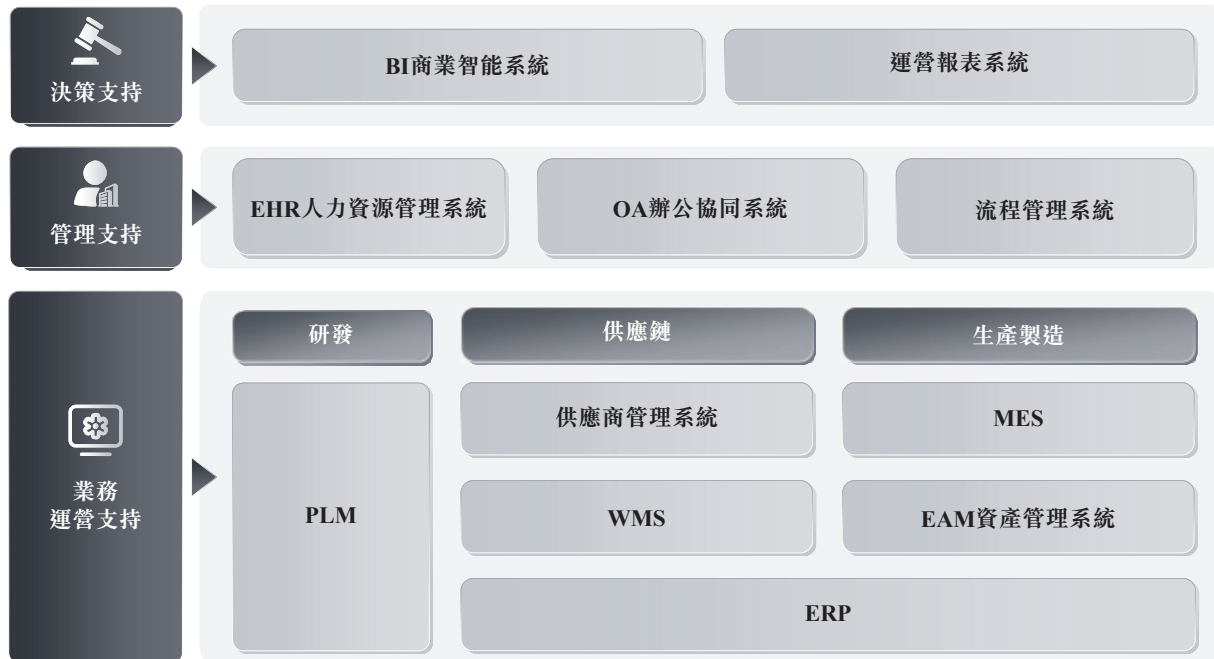 決策支持
BI商業智能系統
運營報表系統
管理支持
EHR人力資源管理系統
OA辦公協同系統
流程管理系統
業務
運營支持
研發
供應鏈
生產製造
PLM
供應商管理系統
MES
WMS
EAM資產管理系統
ERP